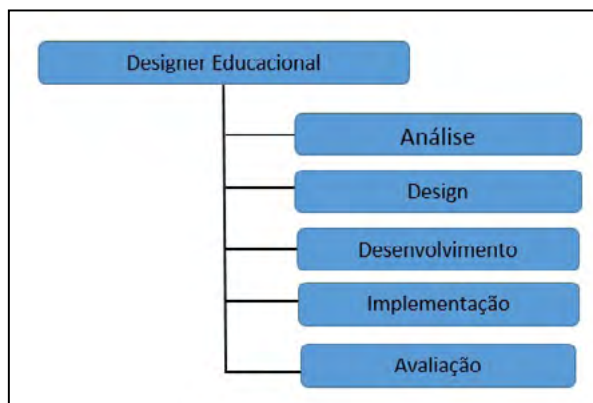 Designer Educacional
Análise
Design
Desenvolvimento
Implementação
Avaliação